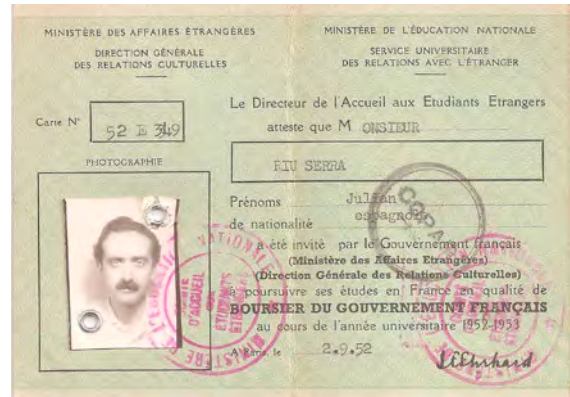 MINISTÈRE DES AFFAIRES ÉTRANGÈRES
DIRECTION GÉNÉRALE
DES RELATIONS CULTURELLES
Carte N° 52 E 349
PHOTOGRAPHIE
MINISTÈRE DE L'ÉDUCATION NATIONALE
SERVICE UNIVERSITAIRE
DES RELATIONS AVEC L'ÉTRANGER
Le Directeur de l'Accueil aux Etudiants Etrangers
atteste que M ONSIEUR
RIU SERRA
Prénoms Julian
de nationalité espagnole
a été invité par le Gouvernement français
(Ministère des Affaires Etrangères)
(Direction Générale des Relations Culturelles)
à poursuivre ses études en France en qualité de
BOURSIER DU GOUVERNEMENT FRANÇAIS
au cours de l'année universitaire 1952-1953
A Paris, le 2.9.52
COPA